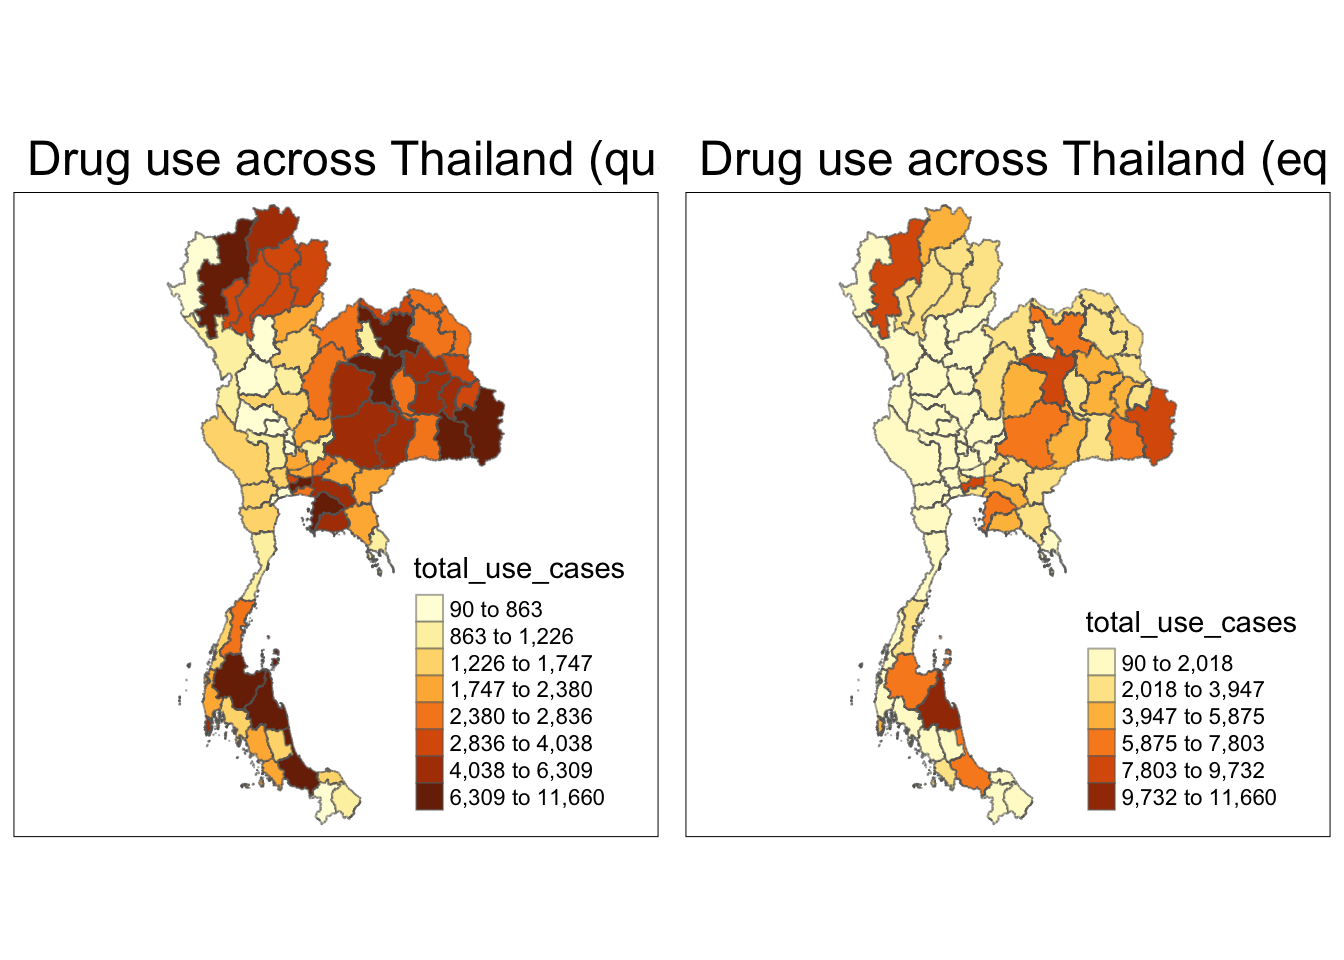 Drug use across Thailand (qu
total_use_cases
90 to 863
863 to 1,226
1,226 to 1,747
1,747 to 2,380
2,380 to 2,836
2,836 to 4,038
4,038 to 6,309
6,309 to 11,660
Drug use across Thailand (eq
total_use_cases
90 to 2,018
2,018 to 3,947
3,947 to 5,875
5,875 to 7,803
7,803 to 9,732
9,732 to 11,660